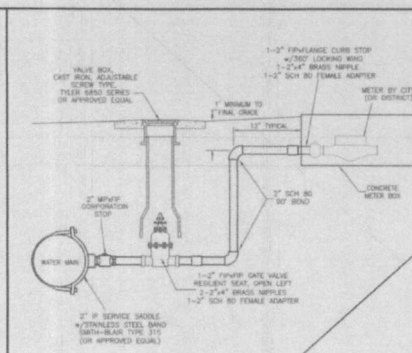 VALVE BOX,
CAST IRON, ADJUSTABLE
SCREW TYPE,
TYLER 6850 SERIES
OR APPROVED EQUAL
1-2" FIPxFLANGE CURB STOP
w/360° LOCKING WING
1-2"x4" BRASS NIPPLE
1-2" SCH 80 FEMALE ADAPTER
METER BY CITY
(OR DISTRICT)
1' MINIMUM TO
FINAL GRADE
12" TYPICAL
2" MIPxFIP
CORPORATION
STOP
2" SCH 80
90° BEND
CONCRETE
METER BOX
WATER MAIN
1-2" FIPxFIP GATE VALVE
RESILIENT SEAT, OPEN LEFT
2-2"x4" BRASS NIPPLES
1-2" SCH 80 FEMALE ADAPTER
2" IP SERVICE SADDLE
w/STAINLESS STEEL BAND
SMITH-BLAIR TYPE 315
(OR APPROVED EQUAL)